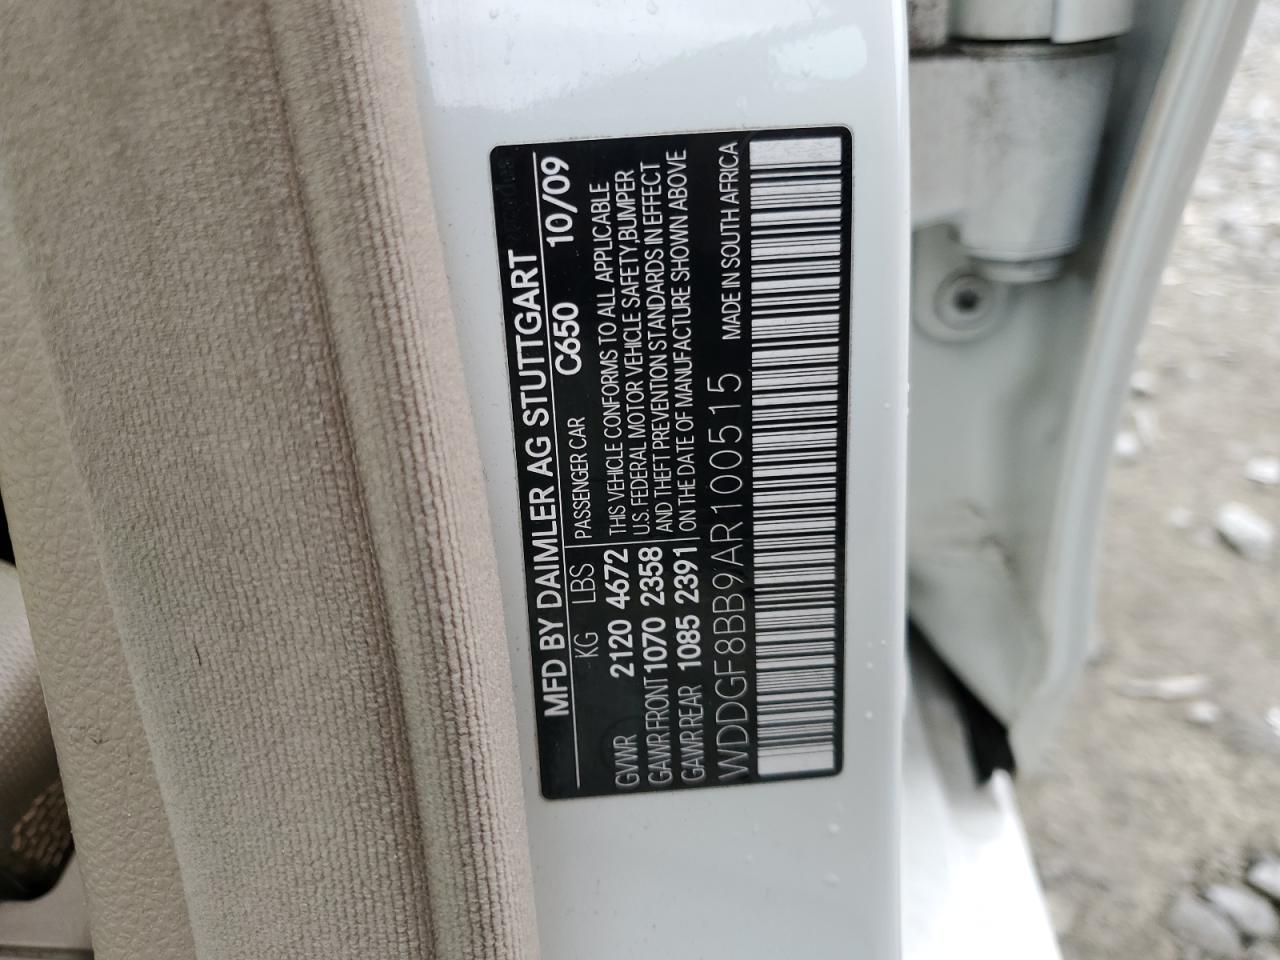 MFD BY DAIMLER AG STUTTGART
C650 10/09
KG LBS PASSENGER CAR
GVWR 2120 4672 THIS VEHICLE CONFORMS TO ALL APPLICABLE
U.S. FEDERAL MOTOR VEHICLE SAFETY,BUMPER
GAWR FRONT 1070 2358 AND THEFT PREVENTION STANDARDS IN EFFECT
GAWR REAR 1085 2391 ON THE DATE OF MANUFACTURE SHOWN ABOVE
WDDGF8BB9AR100515 MADE IN SOUTH AFRICA